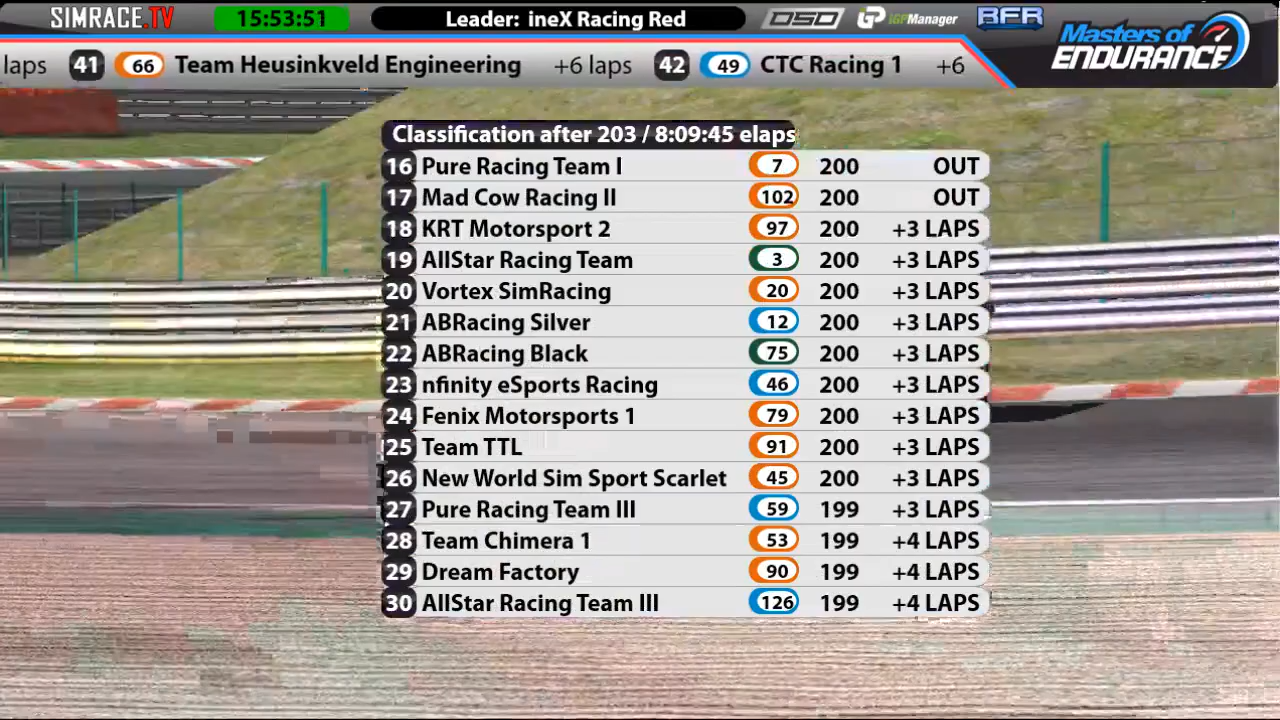 SIMRACE.TV 15:53:51 Leader: ineX Racing Red DSD iGPManager BFR
Masters of
ENDURANCE
laps 41 66 Team Heusinkveld Engineering +6 laps 42 49 CTC Racing 1 +6
Classification after 203 / 8:09:45 elaps
16 Pure Racing Team I 7 200 OUT
17 Mad Cow Racing II 102 200 OUT
18 KRT Motorsport 2 97 200 +3 LAPS
19 AllStar Racing Team 3 200 +3 LAPS
20 Vortex SimRacing 20 200 +3 LAPS
21 ABRacing Silver 12 200 +3 LAPS
22 ABRacing Black 75 200 +3 LAPS
23 nfinity eSports Racing 46 200 +3 LAPS
24 Fenix Motorsports 1 79 200 +3 LAPS
25 Team TTL 91 200 +3 LAPS
26 New World Sim Sport Scarlet 45 200 +3 LAPS
27 Pure Racing Team III 59 199 +3 LAPS
28 Team Chimera 1 53 199 +4 LAPS
29 Dream Factory 90 199 +4 LAPS
30 AllStar Racing Team III 126 199 +4 LAPS